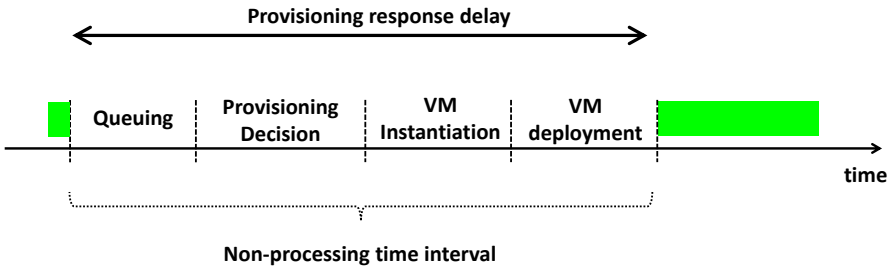 Provisioning response delay
Queuing
Provisioning
Decision
VM
Instantiation
VM
deployment
time
Non-processing time interval